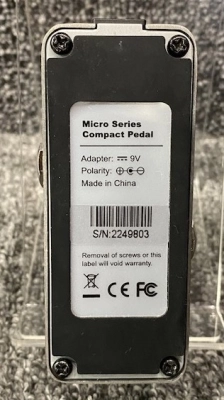 Micro Series
Compact Pedal
Adapter: ⎓ 9V
Polarity: ⊕-●-⊖
Made in China
S/N:2249803
Removal of screws or this
label will void warranty.
CE FC